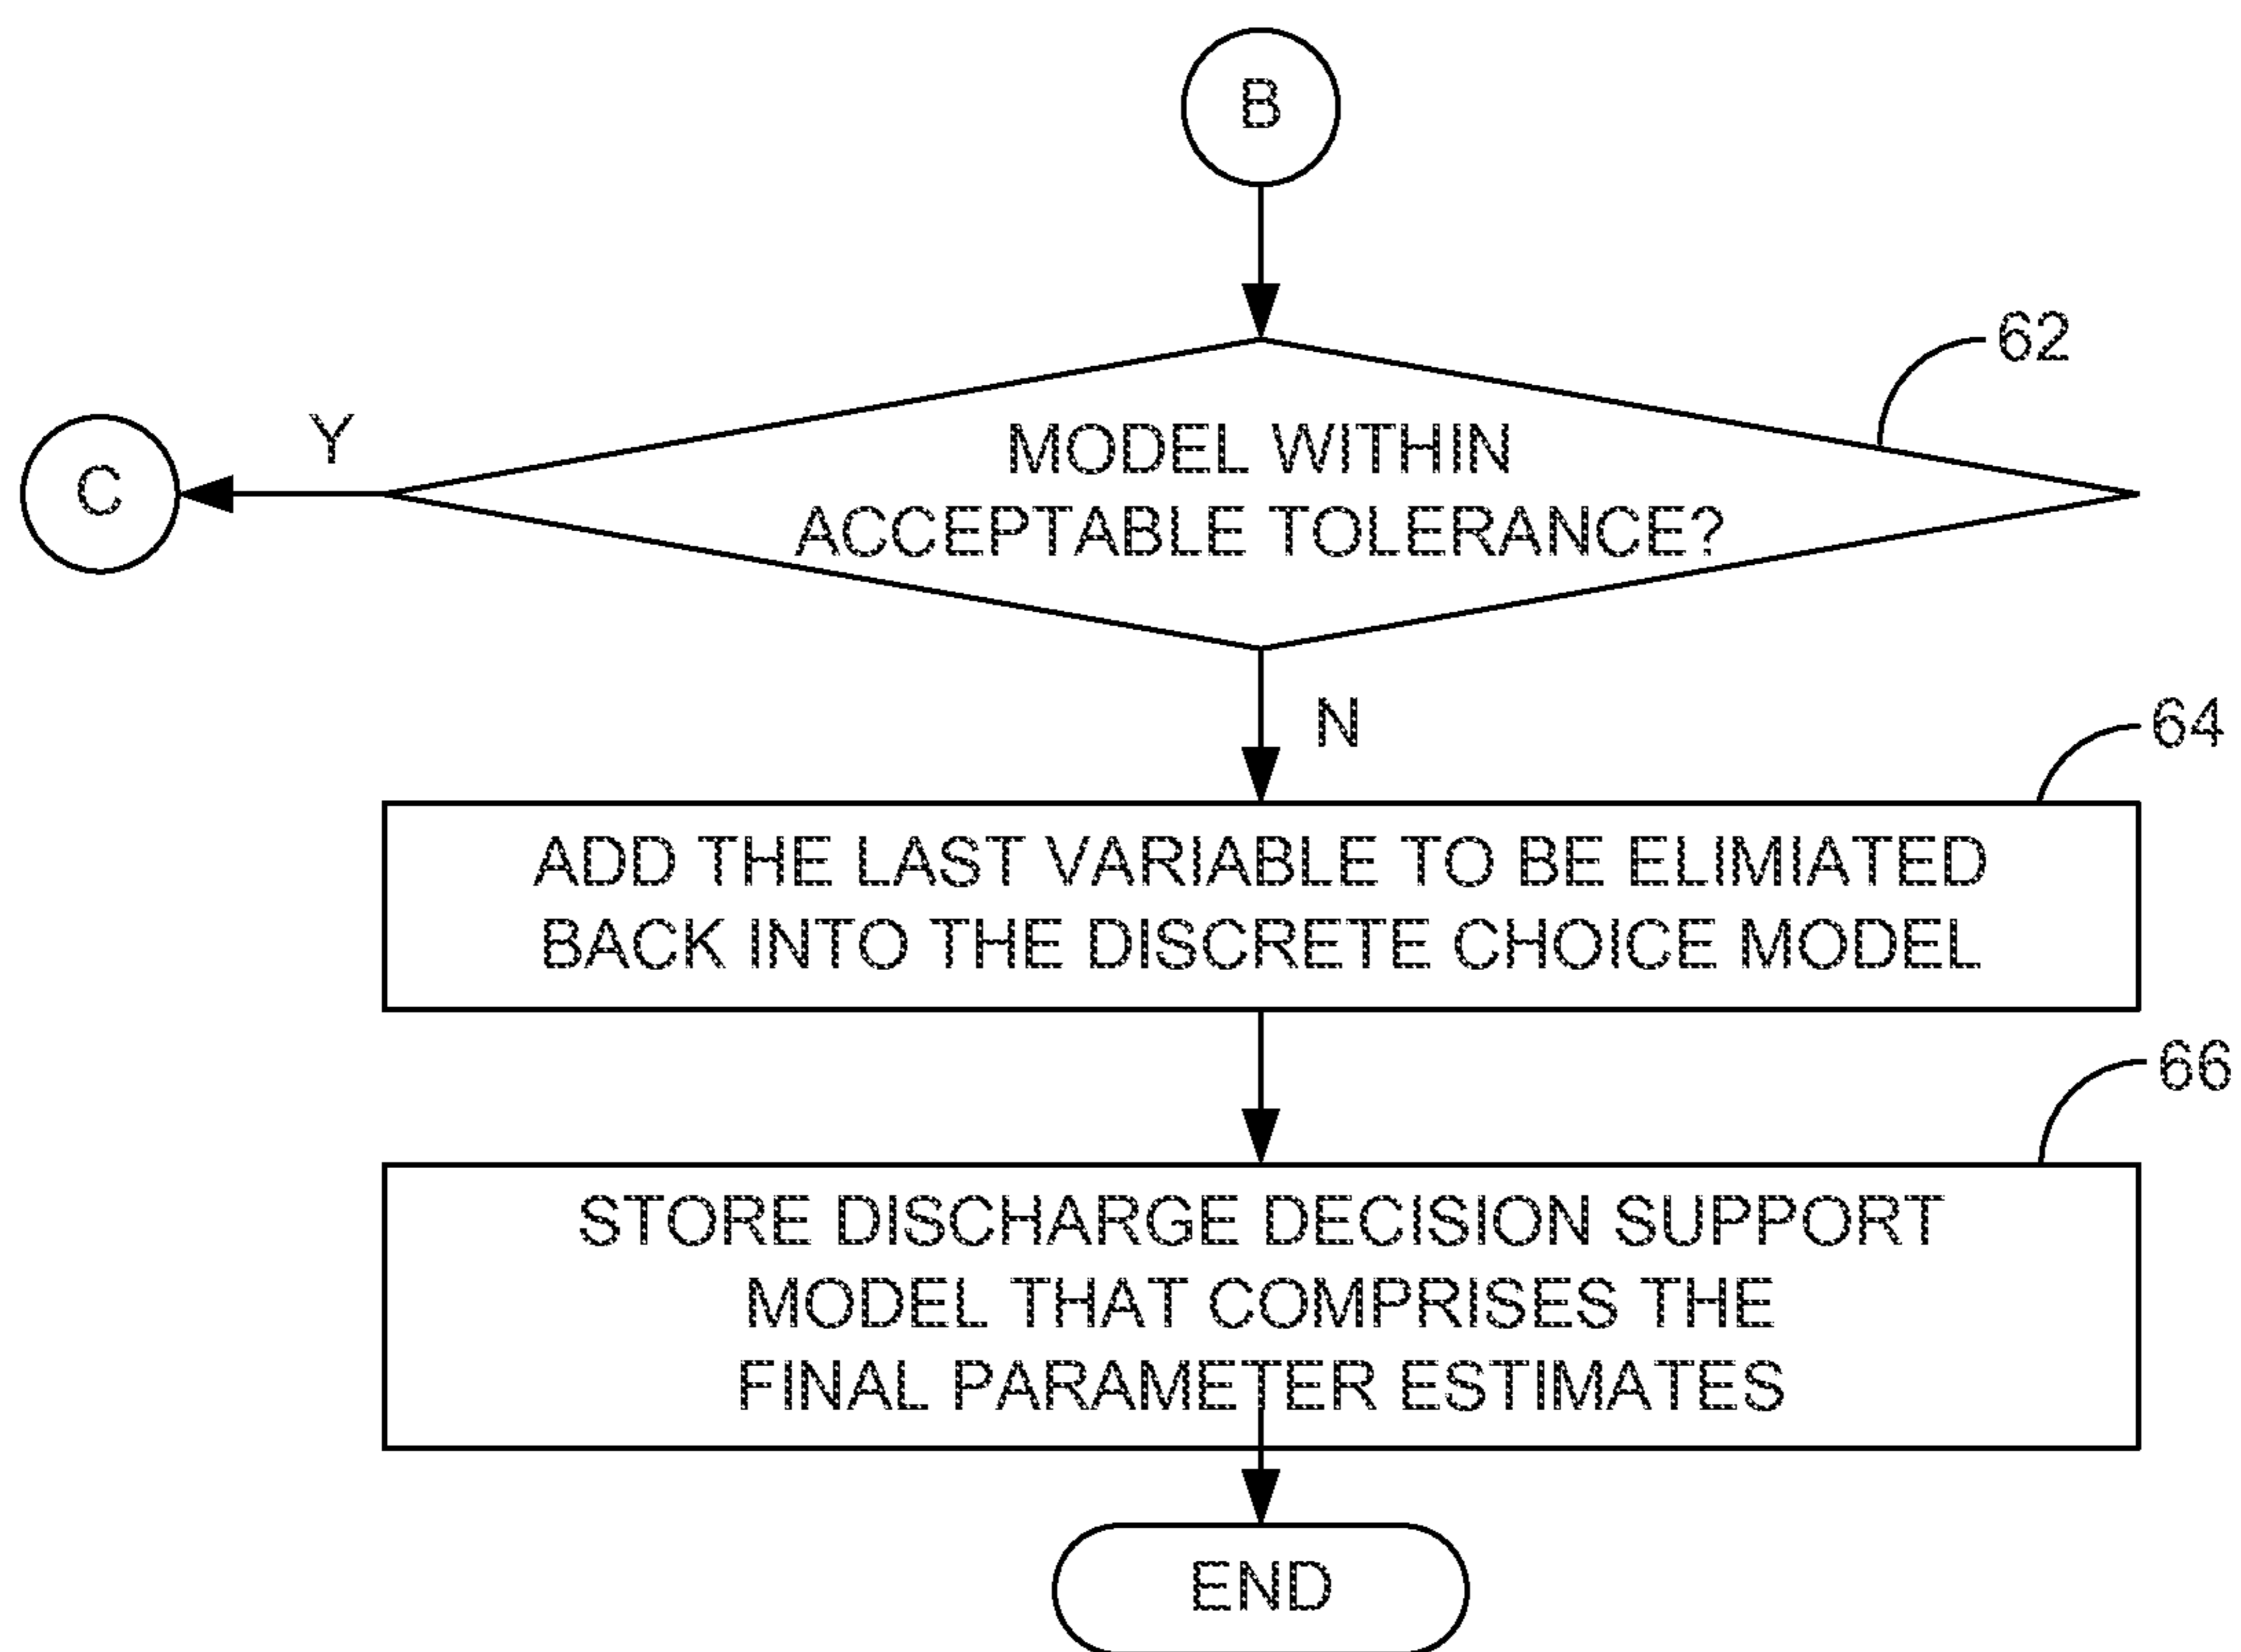 B
62
Y
C
MODEL WITHIN
ACCEPTABLE TOLERANCE?
N
64
ADD THE LAST VARIABLE TO BE ELIMIATED
BACK INTO THE DISCRETE CHOICE MODEL
66
STORE DISCHARGE DECISION SUPPORT
MODEL THAT COMPRISES THE
FINAL PARAMETER ESTIMATES
END